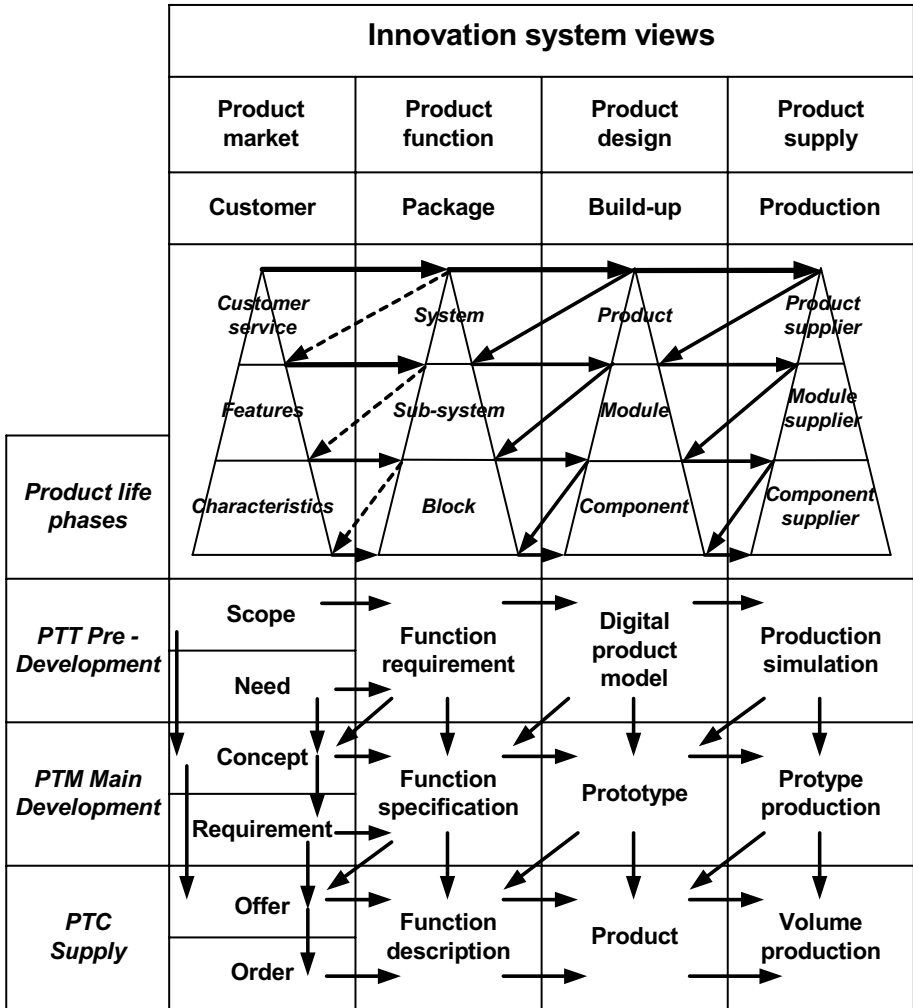 Innovation system views
Product market
Product function
Product design
Product supply
Customer
Package
Build-up
Production
Customer service
System
Product
Product supplier
Features
Sub-system
Module
Module supplier
Product life phases
Characteristics
Block
Component
Component supplier
PTT Pre -
Development
Scope
Need
Function
requirement
Digital
product
model
Production
simulation
PTM Main
Development
Concept
Requirement
Function
specification
Prototype
Protype
production
PTC
Supply
Offer
Order
Function
description
Product
Volume
production